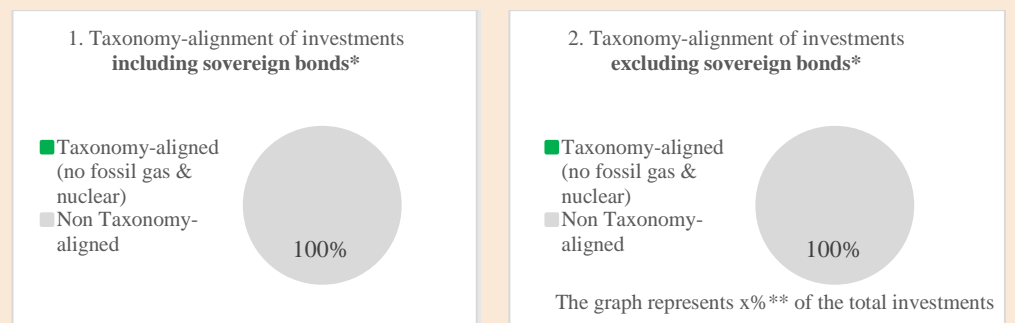 1. Taxonomy-alignment of investments
including sovereign bonds*
Taxonomy-aligned
(no fossil gas &
nuclear)
Non Taxonomy-
aligned
100%
2. Taxonomy-alignment of investments
excluding sovereign bonds*
Taxonomy-aligned
(no fossil gas &
nuclear)
Non Taxonomy-
aligned
100%
The graph represents x%** of the total investments